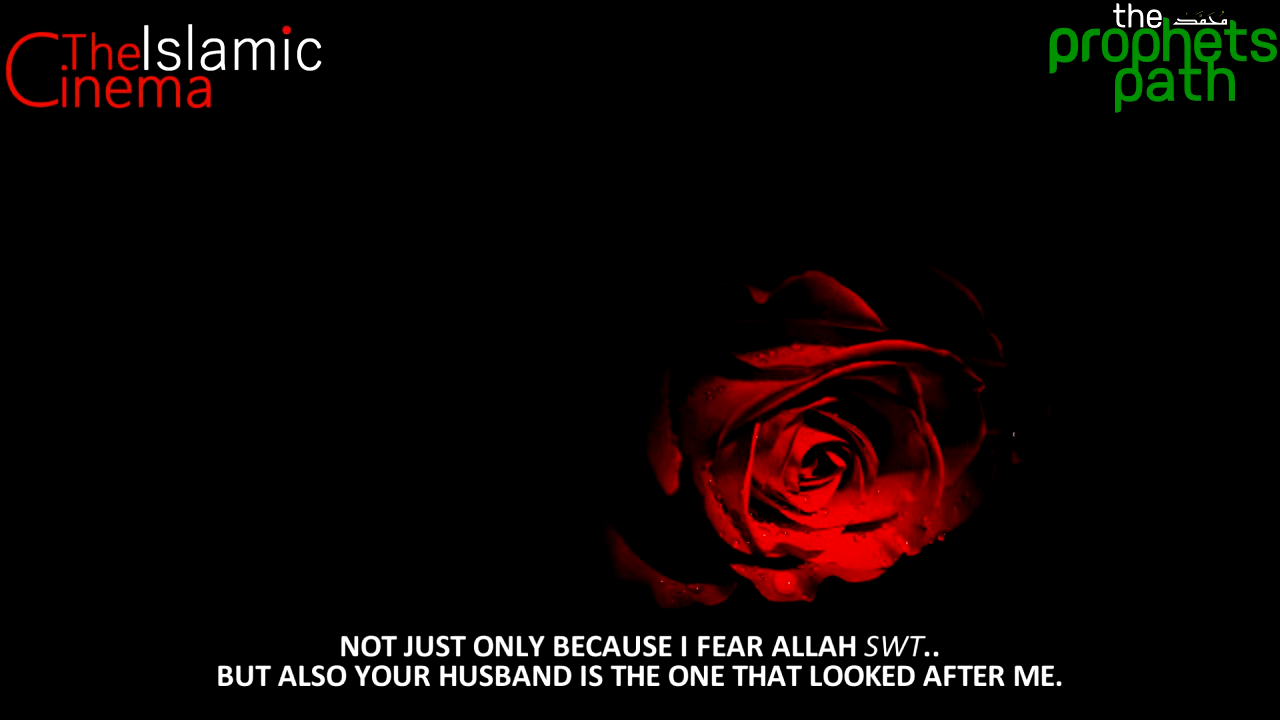 TheIslamic
Cinema
the مُحَمَّد
prophets
path
NOT JUST ONLY BECAUSE I FEAR ALLAH SWT..
BUT ALSO YOUR HUSBAND IS THE ONE THAT LOOKED AFTER ME.